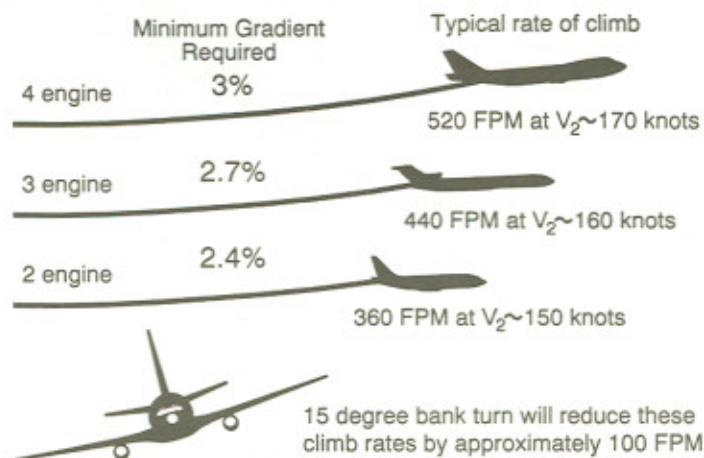 Minimum Gradient
Required
Typical rate of climb
4 engine
3%
520 FPM at V₂~170 knots
3 engine
2.7%
440 FPM at V₂~160 knots
2 engine
2.4%
360 FPM at V₂~150 knots
15 degree bank turn will reduce these
climb rates by approximately 100 FPM